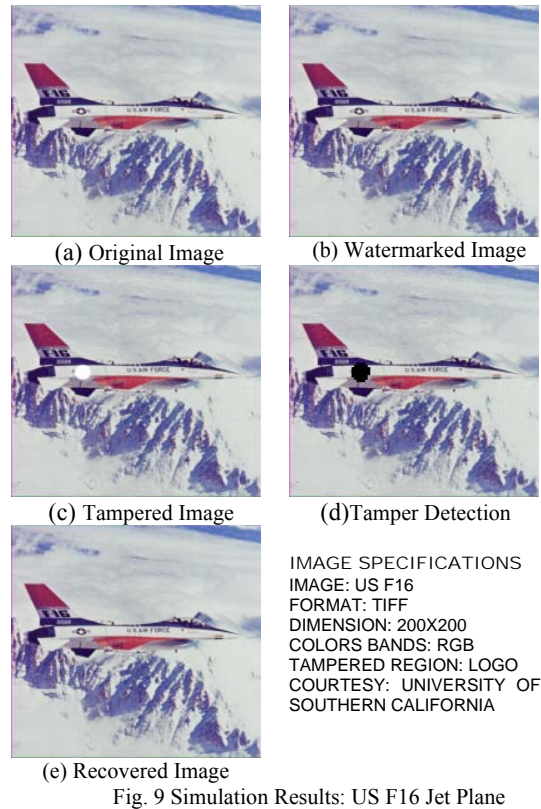 F16
U.S. AIR FORCE
F16
U.S. AIR FORCE
(a) Original Image
(b) Watermarked Image
F16
U.S. AIR FORCE
F16
U.S. AIR FORCE
(c) Tampered Image
(d)Tamper Detection
F16
U.S. AIR FORCE
IMAGE SPECIFICATIONS
IMAGE: US F16
FORMAT: TIFF
DIMENSION: 200X200
COLORS BANDS: RGB
TAMPERED REGION: LOGO
COURTESY: UNIVERSITY OF
SOUTHERN CALIFORNIA
(e) Recovered Image
Fig. 9 Simulation Results: US F16 Jet Plane